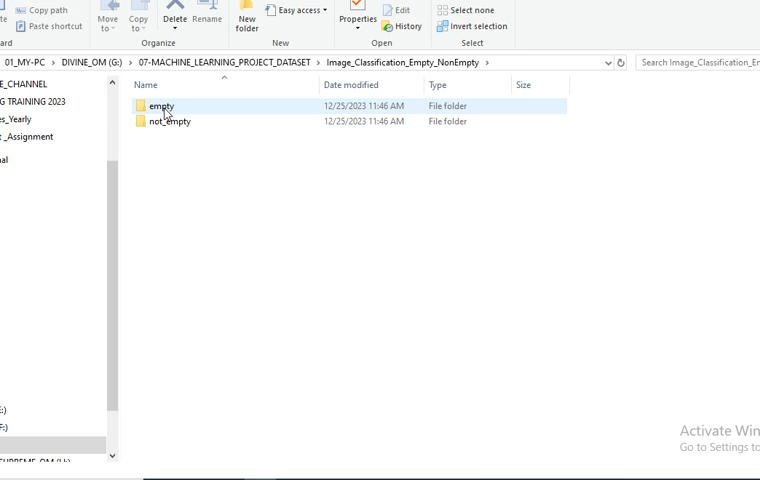 Copy path
Paste shortcut
Move to
Copy to
Delete
Rename
New folder
Easy access
Properties
Edit
History
Select none
Invert selection
Organize
New
Open
Select
01_MY-PC > DIVINE_OM (G:) > 07-MACHINE_LEARNING_PROJECT_DATASET > Image_Classification_Empty_NonEmpty >
Search Image_Classification_En
E_CHANNEL
G TRAINING 2023
es_Yearly
_Assignment
Name Date modified Type Size
empty 12/25/2023 11:46 AM File folder
not_empty 12/25/2023 11:46 AM File folder
Activate Win
Go to Settings to